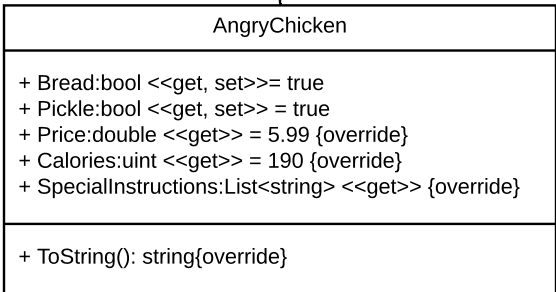 AngryChicken
+ Bread:bool <<get, set>>= true
+ Pickle:bool <<get, set>> = true
+ Price:double <<get>> = 5.99 {override}
+ Calories:uint <<get>> = 190 {override}
+ SpecialInstructions:List<string> <<get>> {override}
+ ToString(): string{override}